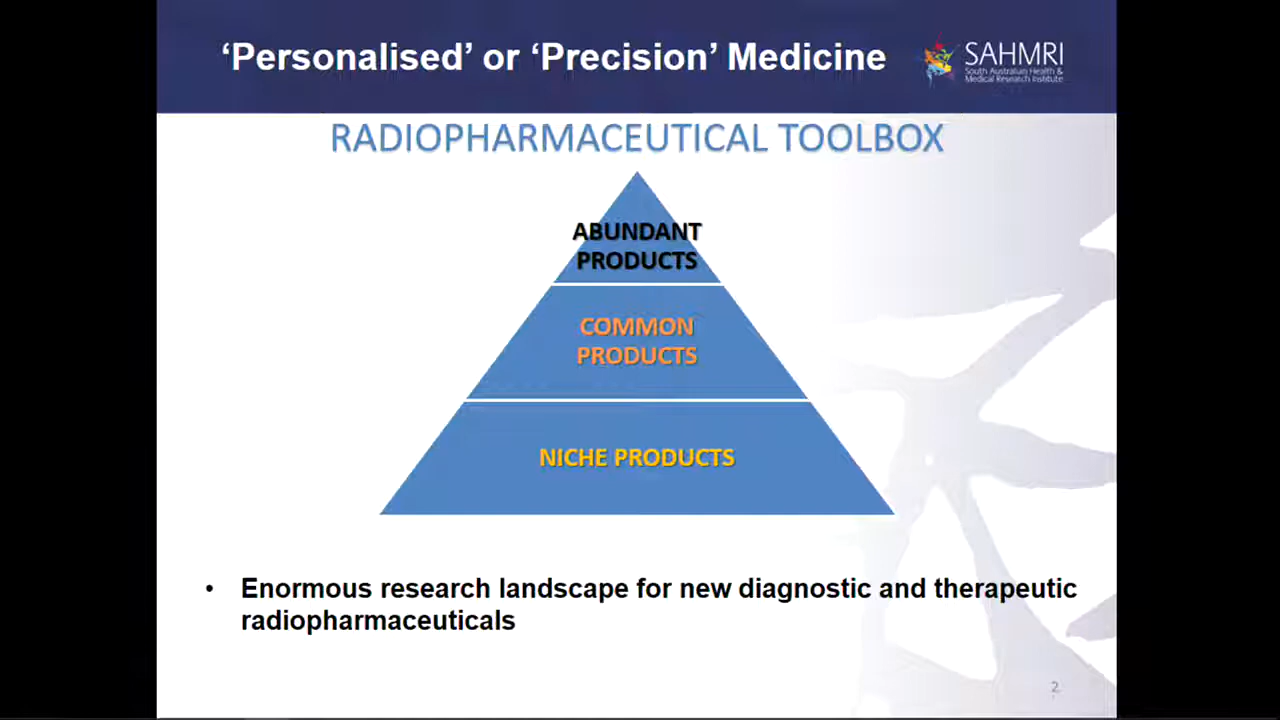 ‘Personalised’ or ‘Precision’ Medicine
SAHMRI
South Australian Health &
Medical Research Institute
RADIOPHARMACEUTICAL TOOLBOX
ABUNDANT
PRODUCTS
COMMON
PRODUCTS
NICHE PRODUCTS
• Enormous research landscape for new diagnostic and therapeutic
radiopharmaceuticals
2